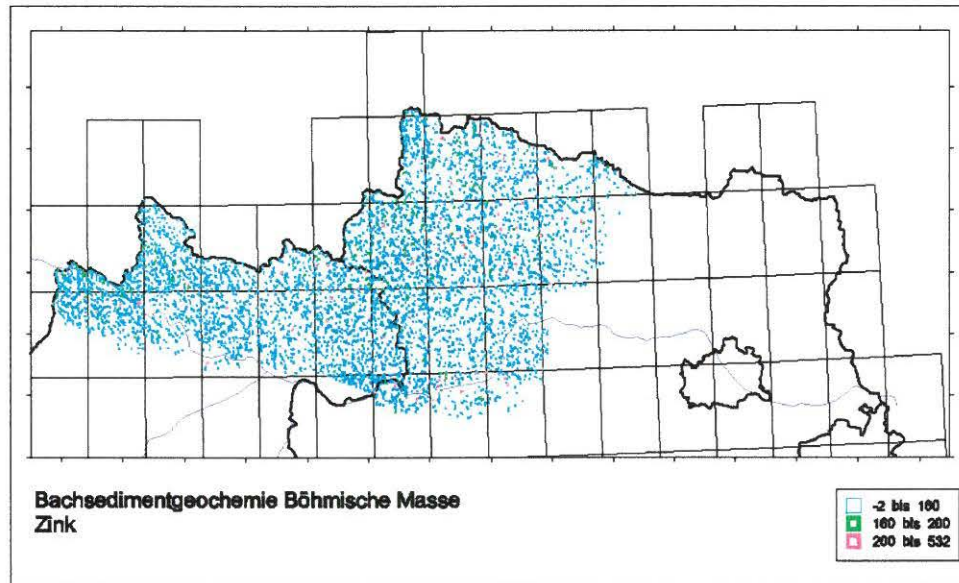 Bachsedimentgeochemie Böhmische Masse
Zink
-2 bis 160
160 bis 200
200 bis 532